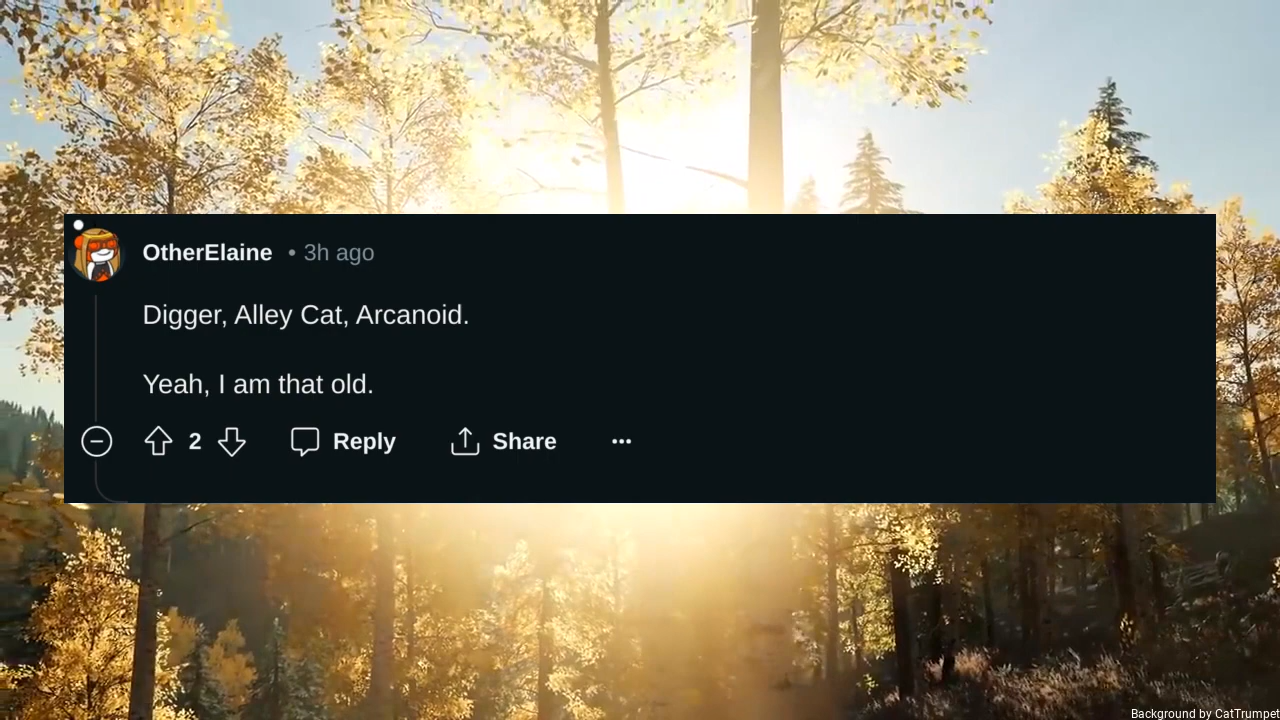 OtherElaine • 3h ago
Digger, Alley Cat, Arcanoid.
Yeah, I am that old.
2 Reply Share ...
Background by CatTrumpet